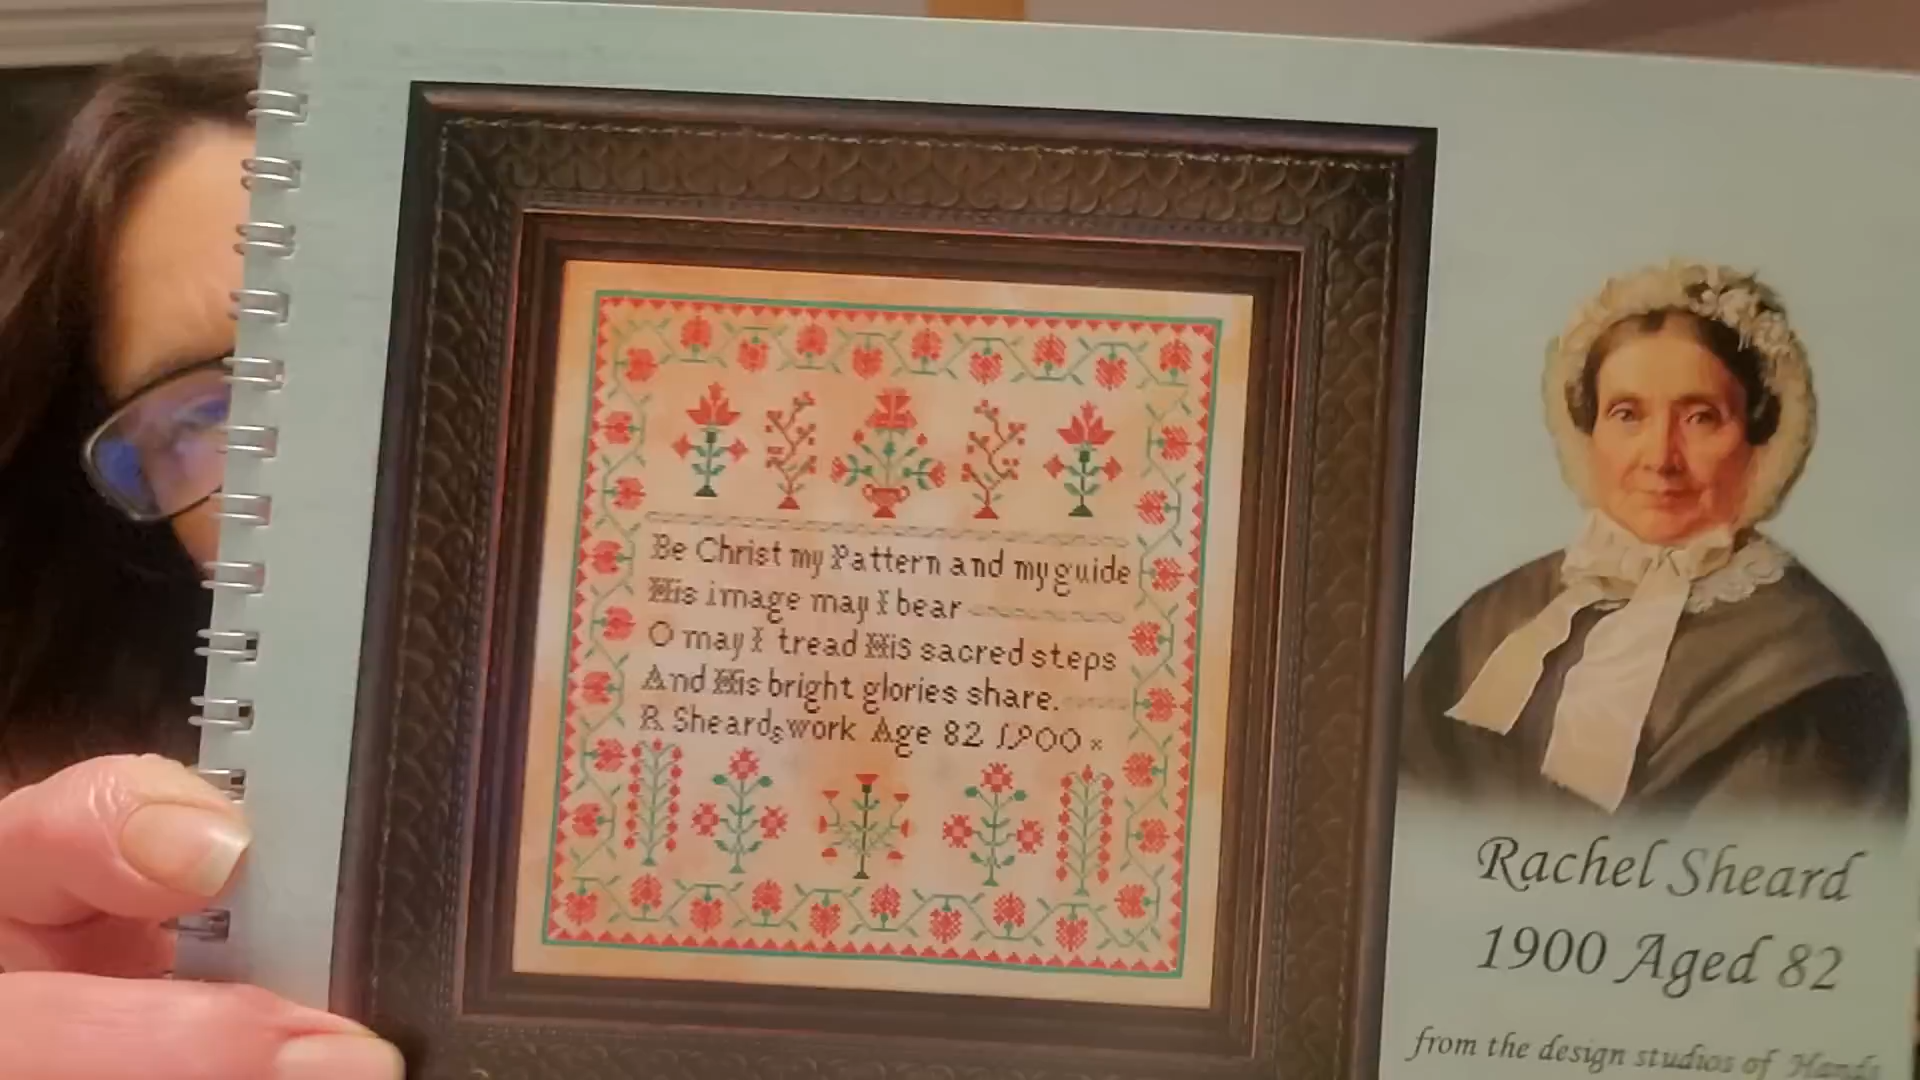 Be Christ my Pattern and my guide
His image may I bear
O may I tread His sacred steps
And His bright glories share.
R Sheards work Age 82 1900 x
Rachel Sheard
1900 Aged 82
from the design studios of Hands